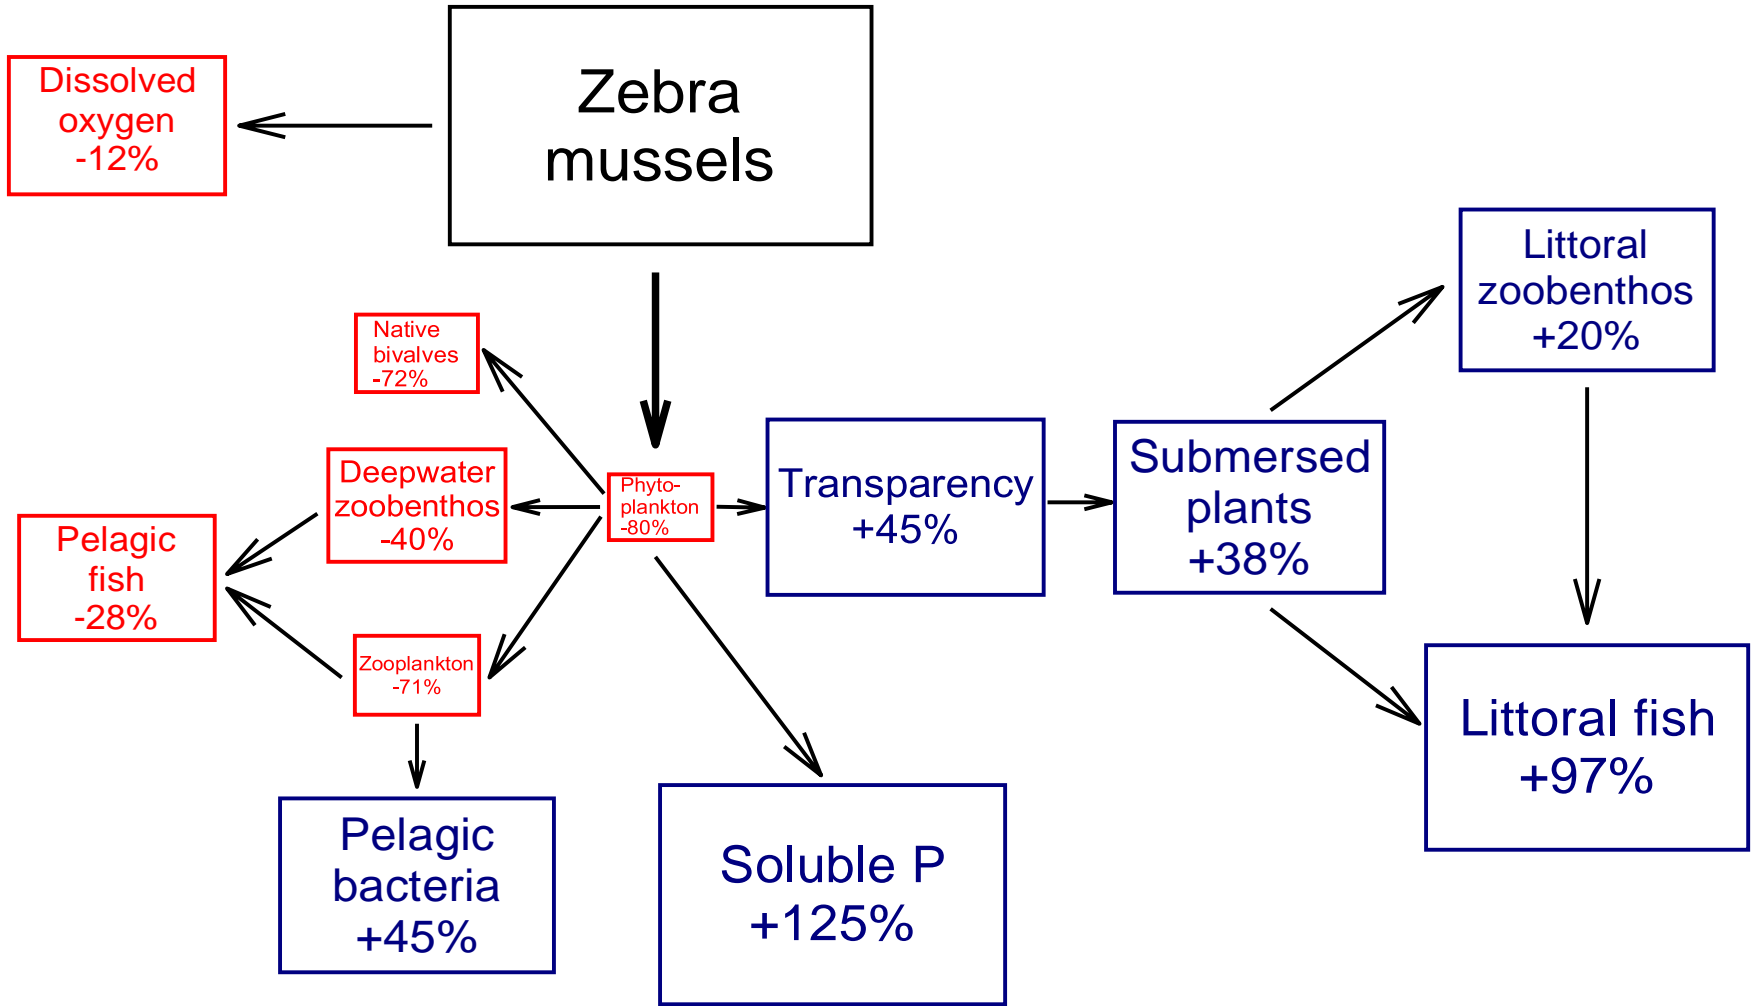 Dissolved
oxygen
-12%
Zebra
mussels
Littoral
zoobenthos
+20%
Native
bivalves
-72%
Deepwater
zoobenthos
-40%
Phyto-
plankton
-80%
Transparency
+45%
Submersed
plants
+38%
Pelagic
fish
-28%
Zooplankton
-71%
Littoral fish
+97%
Pelagic
bacteria
+45%
Soluble P
+125%